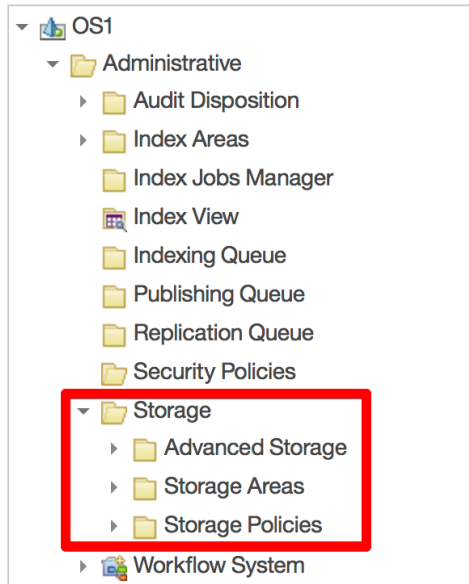 OS1
Administrative
Audit Disposition
Index Areas
Index Jobs Manager
Index View
Indexing Queue
Publishing Queue
Replication Queue
Security Policies
Storage
Advanced Storage
Storage Areas
Storage Policies
Workflow System